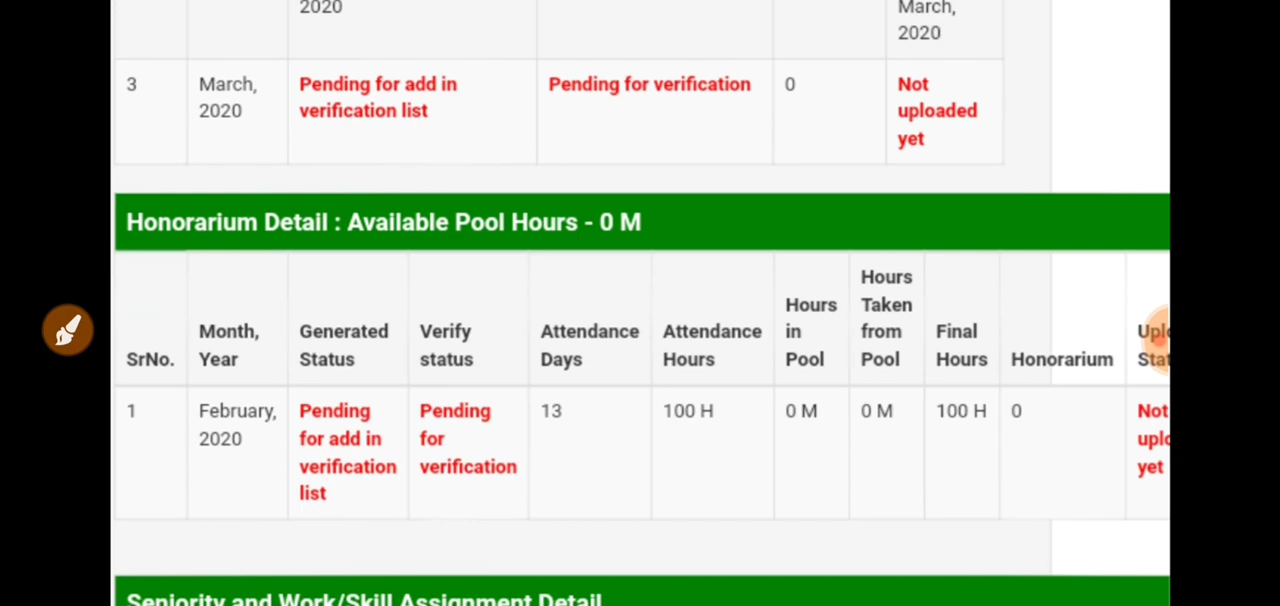 2020
March,
2020
3
March,
2020
Pending for add in
verification list
Pending for verification
0
Not
uploaded
yet
Honorarium Detail : Available Pool Hours - 0 M
SrNo.
Month,
Year
Generated
Status
Verify
status
Attendance
Days
Attendance
Hours
Hours
in
Pool
Hours
Taken
from
Pool
Final
Hours
Honorarium
1
February,
2020
Pending
for add in
verification
list
Pending
for
verification
13
100 H
0 M
0 M
100 H
0
Not
yet
Seniority and Work/Skill Assignment Detail